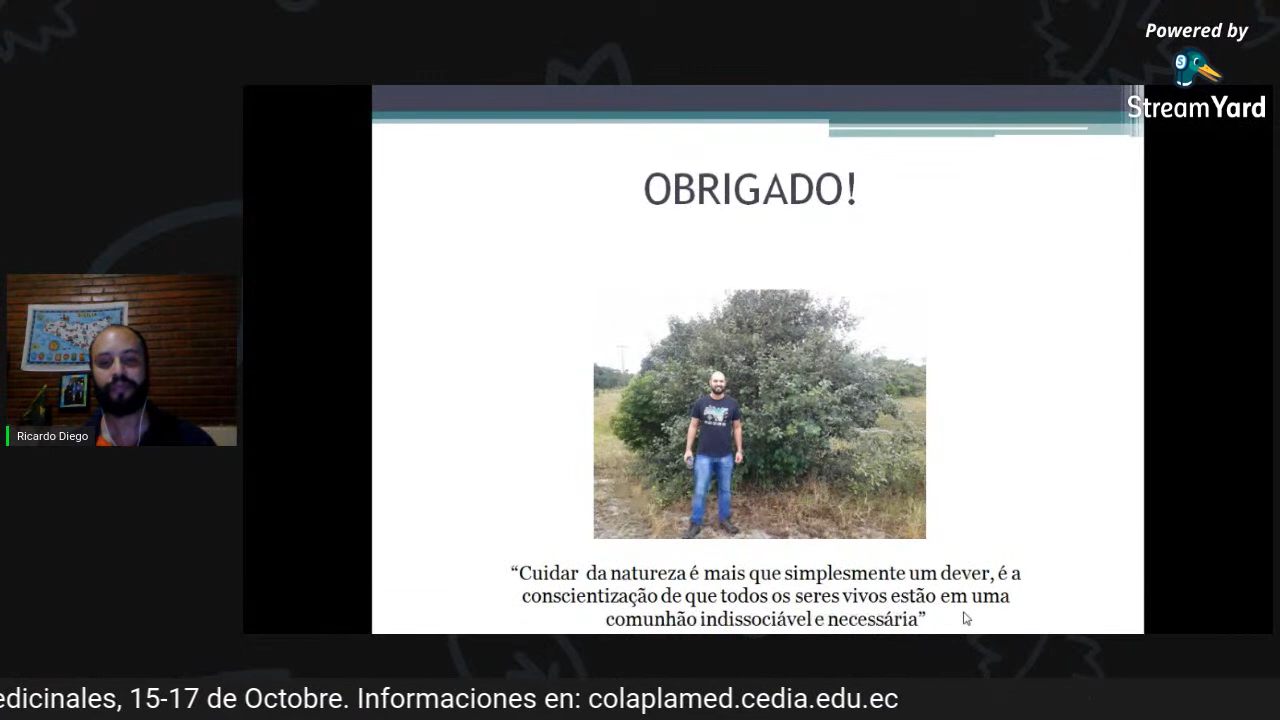 Powered by
StreamYard
OBRIGADO!
Ricardo Diego
“Cuidar da natureza é mais que simplesmente um dever, é a
conscientização de que todos os seres vivos estão em uma
comunhão indissociável e necessária”
edicinales, 15-17 de Octobre. Informaciones en: colaplamed.cedia.edu.ec